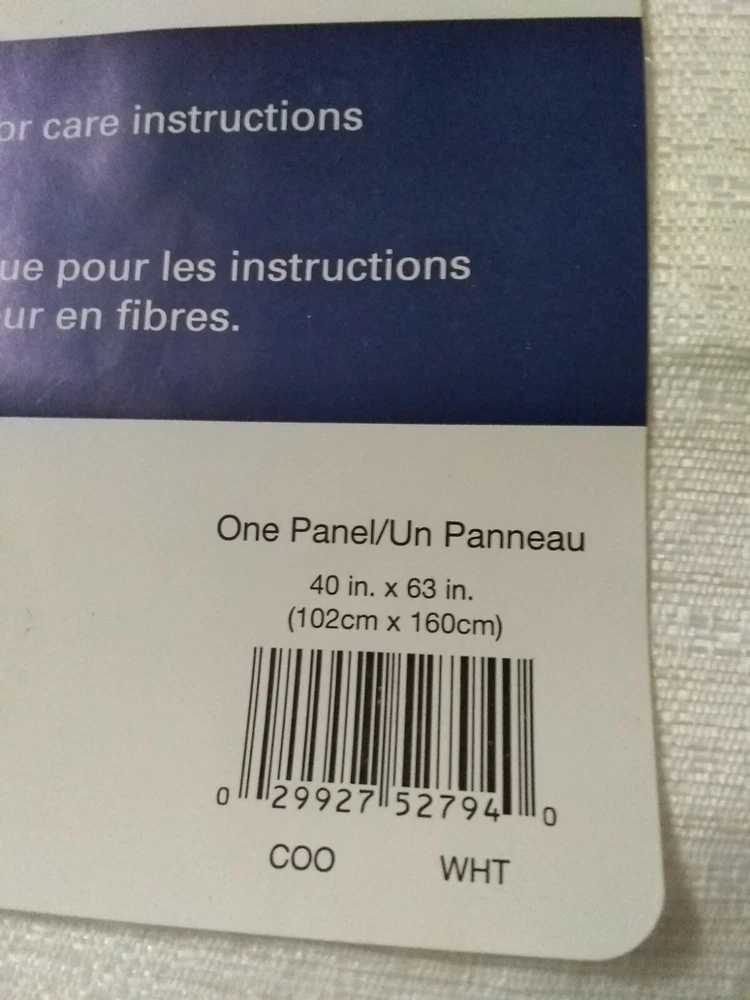 or care instructions
ue pour les instructions
ur en fibres.
One Panel/Un Panneau
40 in. x 63 in.
(102cm x 160cm)
0 29927 52794 0
COO WHT